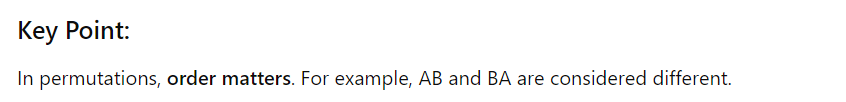 Key Point:
In permutations, order matters. For example, AB and BA are considered different.